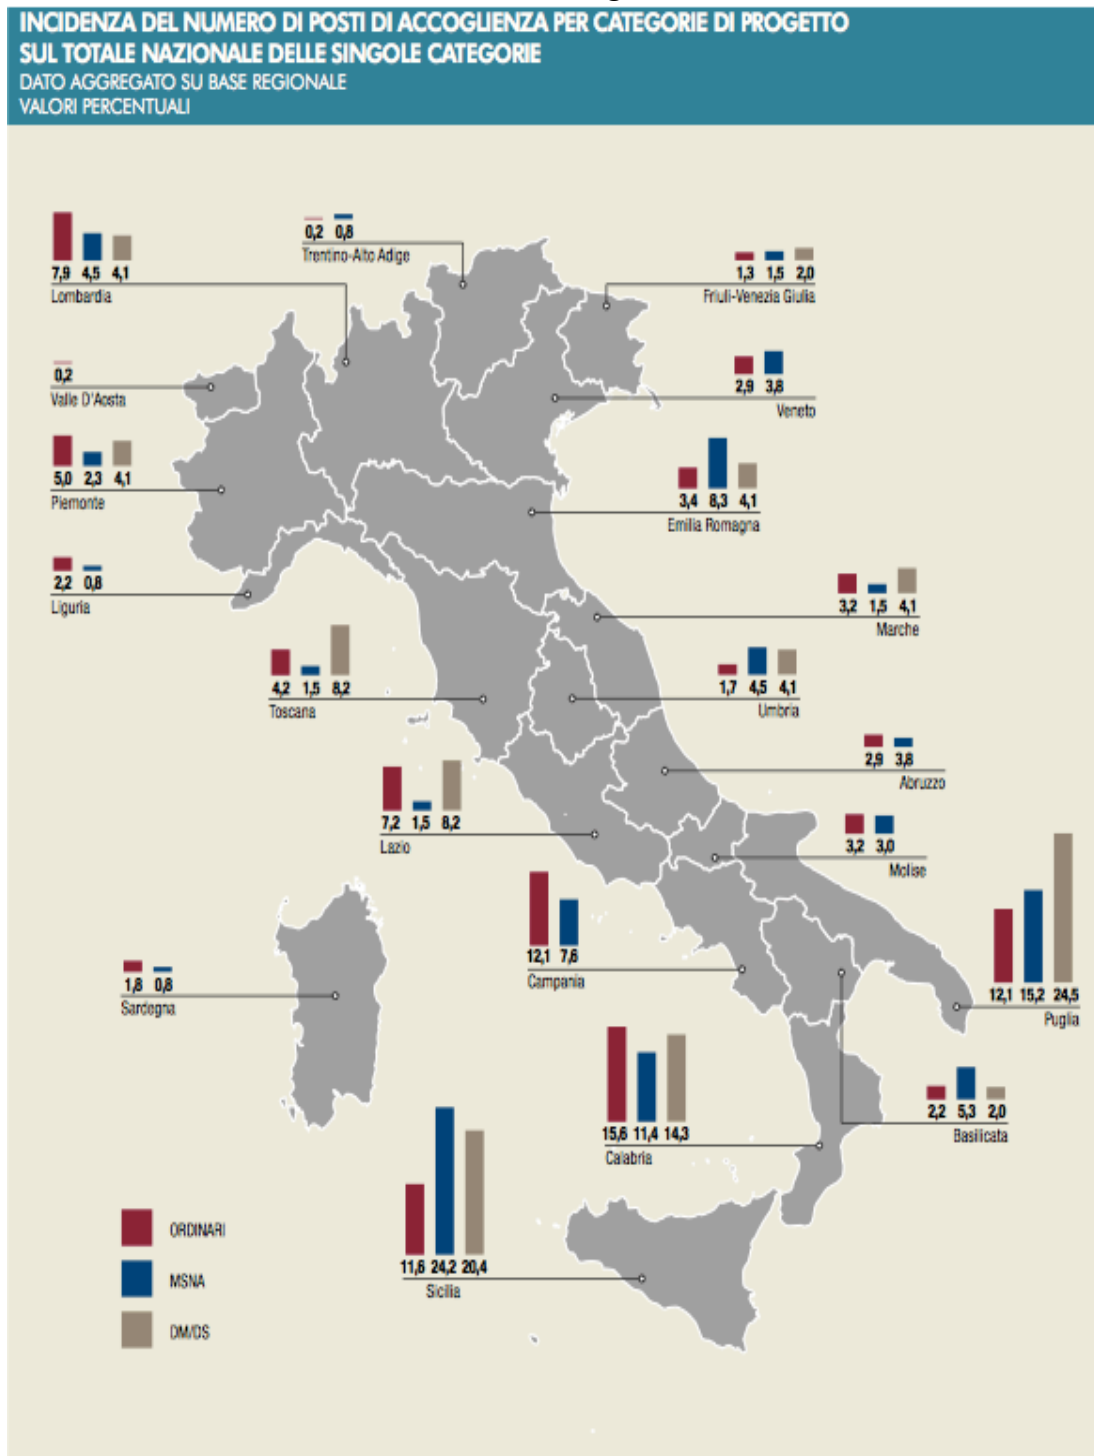 INCIDENZA DEL NUMERO DI POSTI DI ACCOGLIENZA PER CATEGORIE DI PROGETTO
SUL TOTALE NAZIONALE DELLE SINGOLE CATEGORIE
DATO AGGREGATO SU BASE REGIONALE
VALORI PERCENTUALI
7,9 4,5 4,1
Lombardia
0,2 0,8
Trentino-Alto Adige
1,3 1,5 2,0
Friuli-Venezia Giulia
0,2
Valle D'Aosta
2,9 3,8
Veneto
5,0 2,3 4,1
Piemonte
3,4 8,3 4,1
Emilia Romagna
2,2 0,8
Liguria
3,2 1,5 4,1
Marche
4,2 1,5 8,2
Toscana
1,7 4,5 4,1
Umbria
2,9 3,8
Abruzzo
7,2 1,5 8,2
Lazio
3,2 3,0
Molise
12,1 7,6
Campania
12,1 15,2 24,5
Puglia
1,8 0,8
Sardegna
15,6 11,4 14,3
Calabria
2,2 5,3 2,0
Basilicata
11,6 24,2 20,4
Sicilia
ORDINARI
MSNA
DM/DS